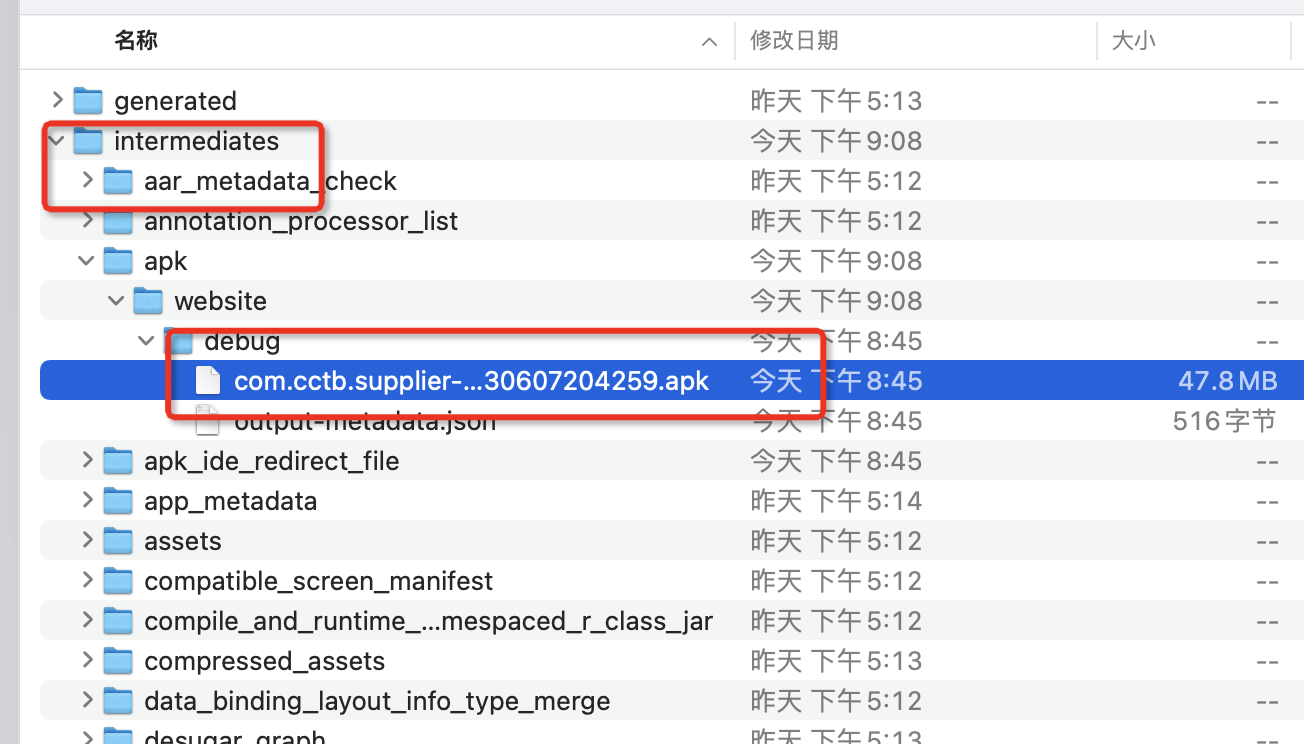 名称 修改日期 大小
generated 昨天 下午5:13 --
intermediates 今天 下午9:08 --
aar_metadata_check 昨天 下午5:12 --
annotation_processor_list 昨天 下午5:12 --
apk 今天 下午9:08 --
website 今天 下午9:08 --
debug 今天 下午8:45 --
com.cctb.supplier-...30607204259.apk 今天 下午8:45 47.8 MB
output-metadata.json 今天 下午8:45 516 字节
apk_ide_redirect_file 今天 下午8:45 --
app_metadata 昨天 下午5:14 --
assets 昨天 下午5:12 --
compatible_screen_manifest 昨天 下午5:12 --
compile_and_runtime_...mespaced_r_class_jar 昨天 下午5:12 --
compressed_assets 昨天 下午5:13 --
data_binding_layout_info_type_merge 昨天 下午5:12 --
desugar_graph 昨天 下午5:13 --